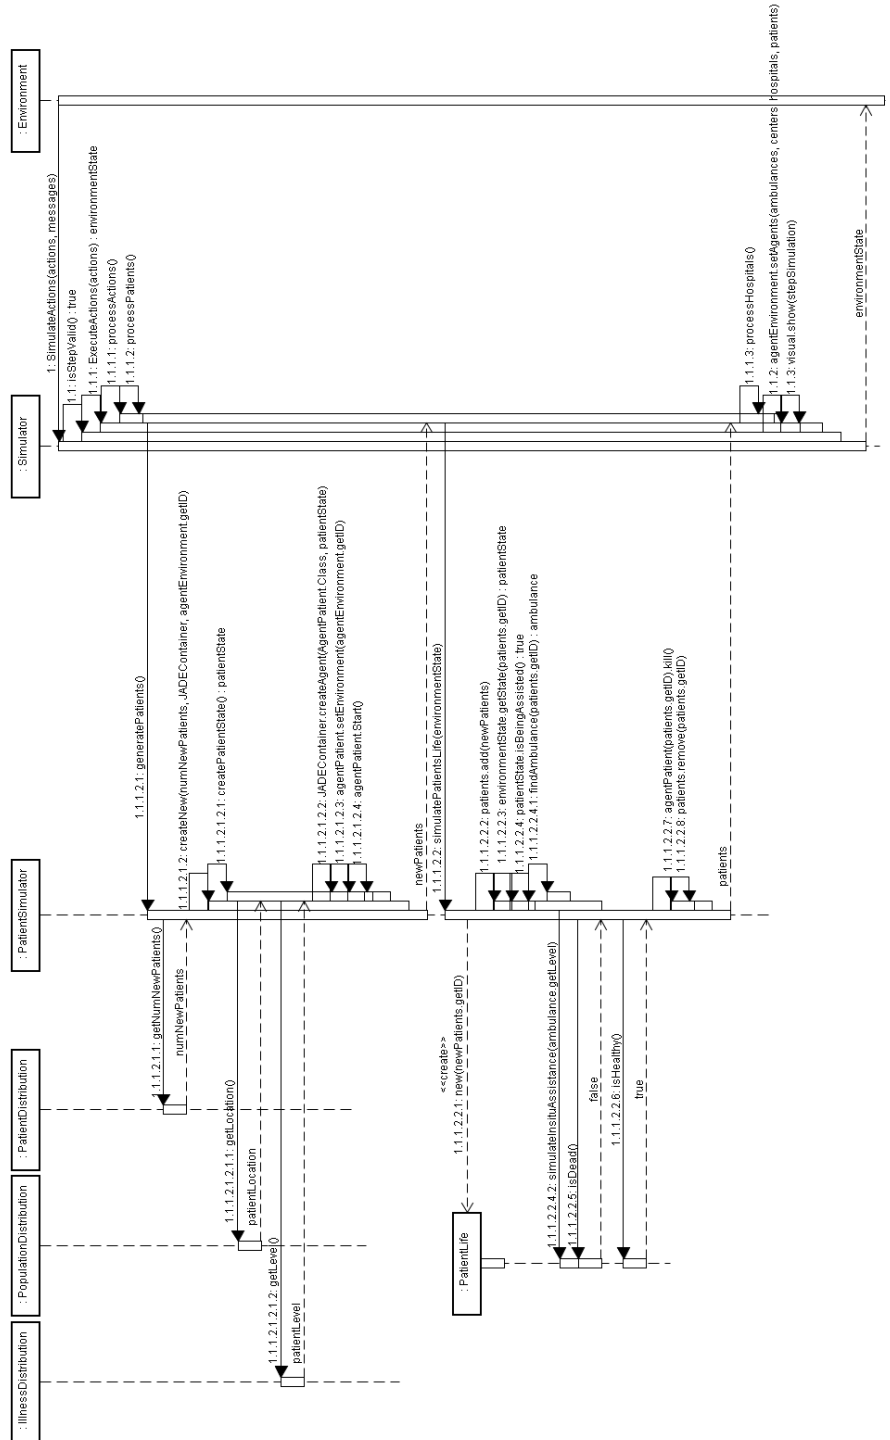 : Environment
: Simulator
: PatientSimulator
: PatientDistribution
: PopulationDistribution
: IllnessDistribution
1: SimulateActions(actions, messages)
1.1: isStepValid() : true
1.1.1: ExecuteActions(actions) : environmentState
1.1.1.1: processActions()
1.1.1.2: processPatients()
1.1.1.2.1: generatePatients()
1.1.1.2.1.1: getNumNewPatients()
numNewPatients
1.1.1.2.1.2: createNew(numNewPatients, JADEContainer, agentEnvironment.getID)
1.1.1.2.1.2.1: createPatientState() : patientState
1.1.1.2.1.2.1.1: getLocation()
patientLocation
1.1.1.2.1.2.1.2: getLevel()
patientLevel
1.1.1.2.1.2.2: JADEContainer.createAgent(AgentPatient.Class, patientState)
1.1.1.2.1.2.3: agentPatient.setEnvironment(agentEnvironment.getID)
1.1.1.2.1.2.4: agentPatient.Start()
newPatients
1.1.1.2.2: simulatePatientsLife(environmentState)
<<create>>
1.1.1.2.2.1: new(newPatients.getID)
: PatientLife
1.1.1.2.2.2: patients.add(newPatients)
1.1.1.2.2.3: environmentState.getState(patients.getID) : patientState
1.1.1.2.2.4: patientState.isBeingAssisted() : true
1.1.1.2.2.4.1: findAmbulance(patients.getID) : ambulance
1.1.1.2.2.4.2: simulateInsituAssistance(ambulance.getLevel)
1.1.1.2.2.5: isDead()
false
1.1.1.2.2.6: isHealthy()
true
1.1.1.2.2.7: agentPatient(patients.getID).kill()
1.1.1.2.2.8: patients.remove(patients.getID)
patients
1.1.1.3: processHospitals()
1.1.2: agentEnvironment.setAgents(ambulances, centers hospitals, patients)
1.1.3: visual.show(stepSimulation)
environmentState